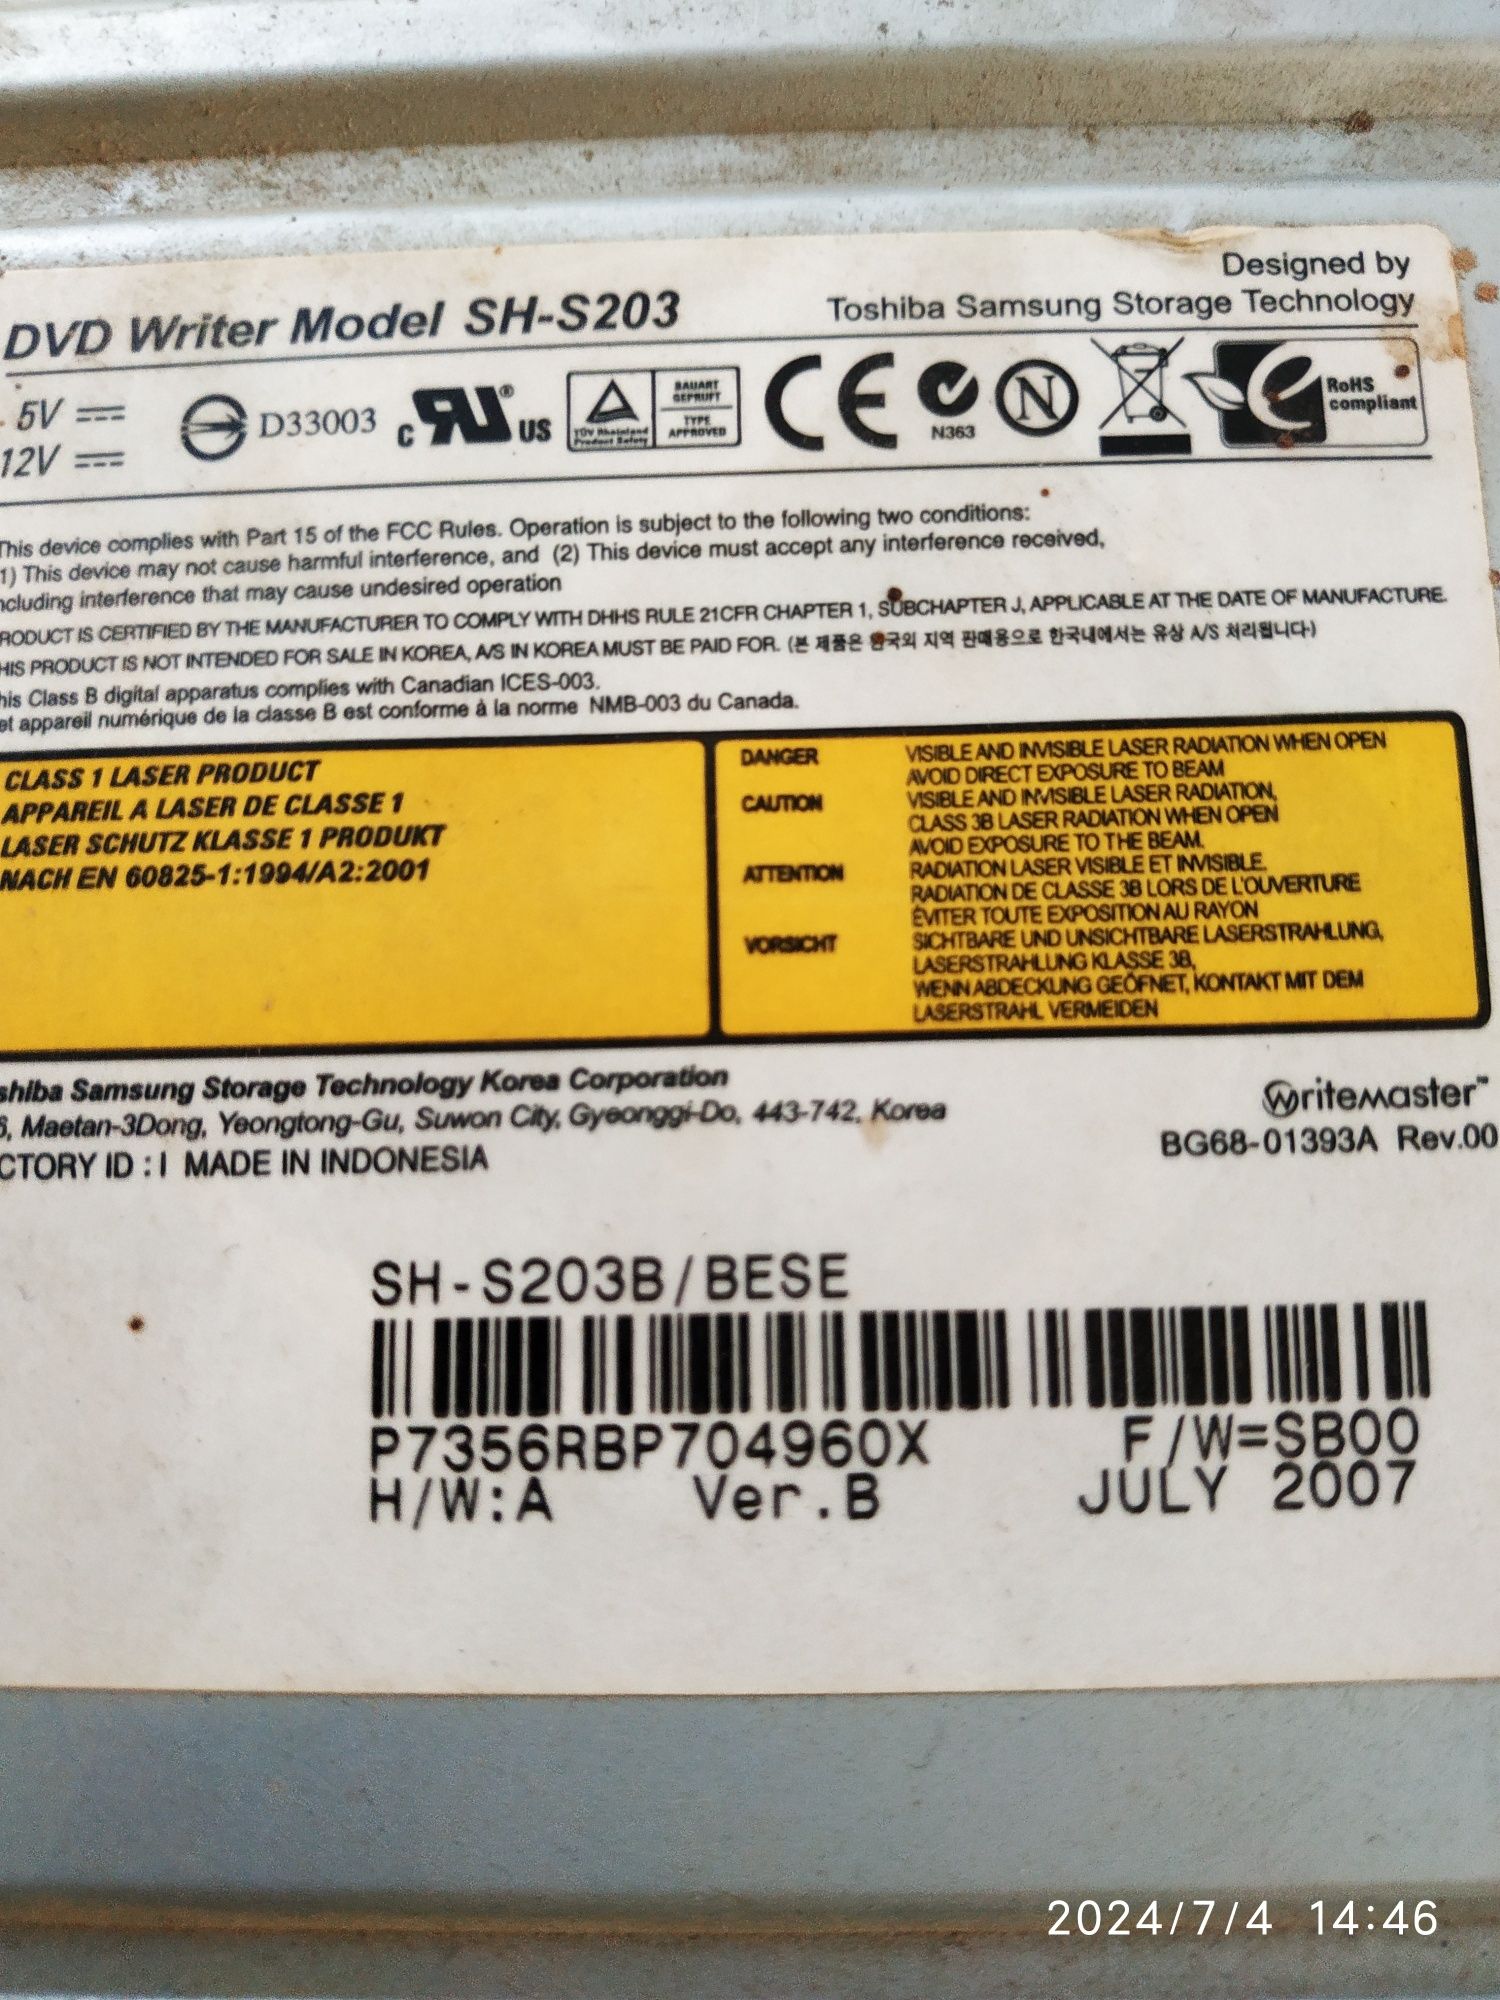 Designed by
DVD Writer Model SH-S203
Toshiba Samsung Storage Technology
5V
12V
D33003
c RU ® US
TÜV Rheinland
Product Safety
BAUART
GEPRÜFT
TYPE
APPROVED
CE
N363
N
e
RoHS
compliant
This device complies with Part 15 of the FCC Rules. Operation is subject to the following two conditions:
1) This device may not cause harmful interference, and (2) This device must accept any interference received,
ncluding interference that may cause undesired operation
RODUCT IS CERTIFIED BY THE MANUFACTURER TO COMPLY WITH DHHS RULE 21CFR CHAPTER 1, SUBCHAPTER J, APPLICABLE AT THE DATE OF MANUFACTURE.
HIS PRODUCT IS NOT INTENDED FOR SALE IN KOREA, A/S IN KOREA MUST BE PAID FOR. (본 제품은 한국외 지역 판매용으로 한국내에서는 유상 A/S 처리됩니다)
his Class B digital apparatus complies with Canadian ICES-003.
et appareil numérique de la classe B est conforme à la norme NMB-003 du Canada.
CLASS 1 LASER PRODUCT
APPAREIL A LASER DE CLASSE 1
LASER SCHUTZ KLASSE 1 PRODUKT
NACH EN 60825-1:1994/A2:2001
DANGER VISIBLE AND INVISIBLE LASER RADIATION WHEN OPEN
AVOID DIRECT EXPOSURE TO BEAM
CAUTION VISIBLE AND INVISIBLE LASER RADIATION,
CLASS 3B LASER RADIATION WHEN OPEN
AVOID EXPOSURE TO THE BEAM.
ATTENTION RADIATION LASER VISIBLE ET INVISIBLE.
RADIATION DE CLASSE 3B LORS DE L'OUVERTURE
ÉVITER TOUTE EXPOSITION AU RAYON
VORSICHT SICHTBARE UND UNSICHTBARE LASERSTRAHLUNG,
LASERSTRAHLUNG KLASSE 3B,
WENN ABDECKUNG GEÖFNET, KONTAKT MIT DEM
LASERSTRAHL VERMEIDEN
shiba Samsung Storage Technology Korea Corporation
6, Maetan-3Dong, Yeongtong-Gu, Suwon City, Gyeonggi-Do, 443-742, Korea
CTORY ID : I MADE IN INDONESIA
writemaster™
BG68-01393A Rev.00
SH-S203B/BESE
P7356RBP704960X F/W=SB00
H/W:A Ver.B JULY 2007
2024/7/4 14:46